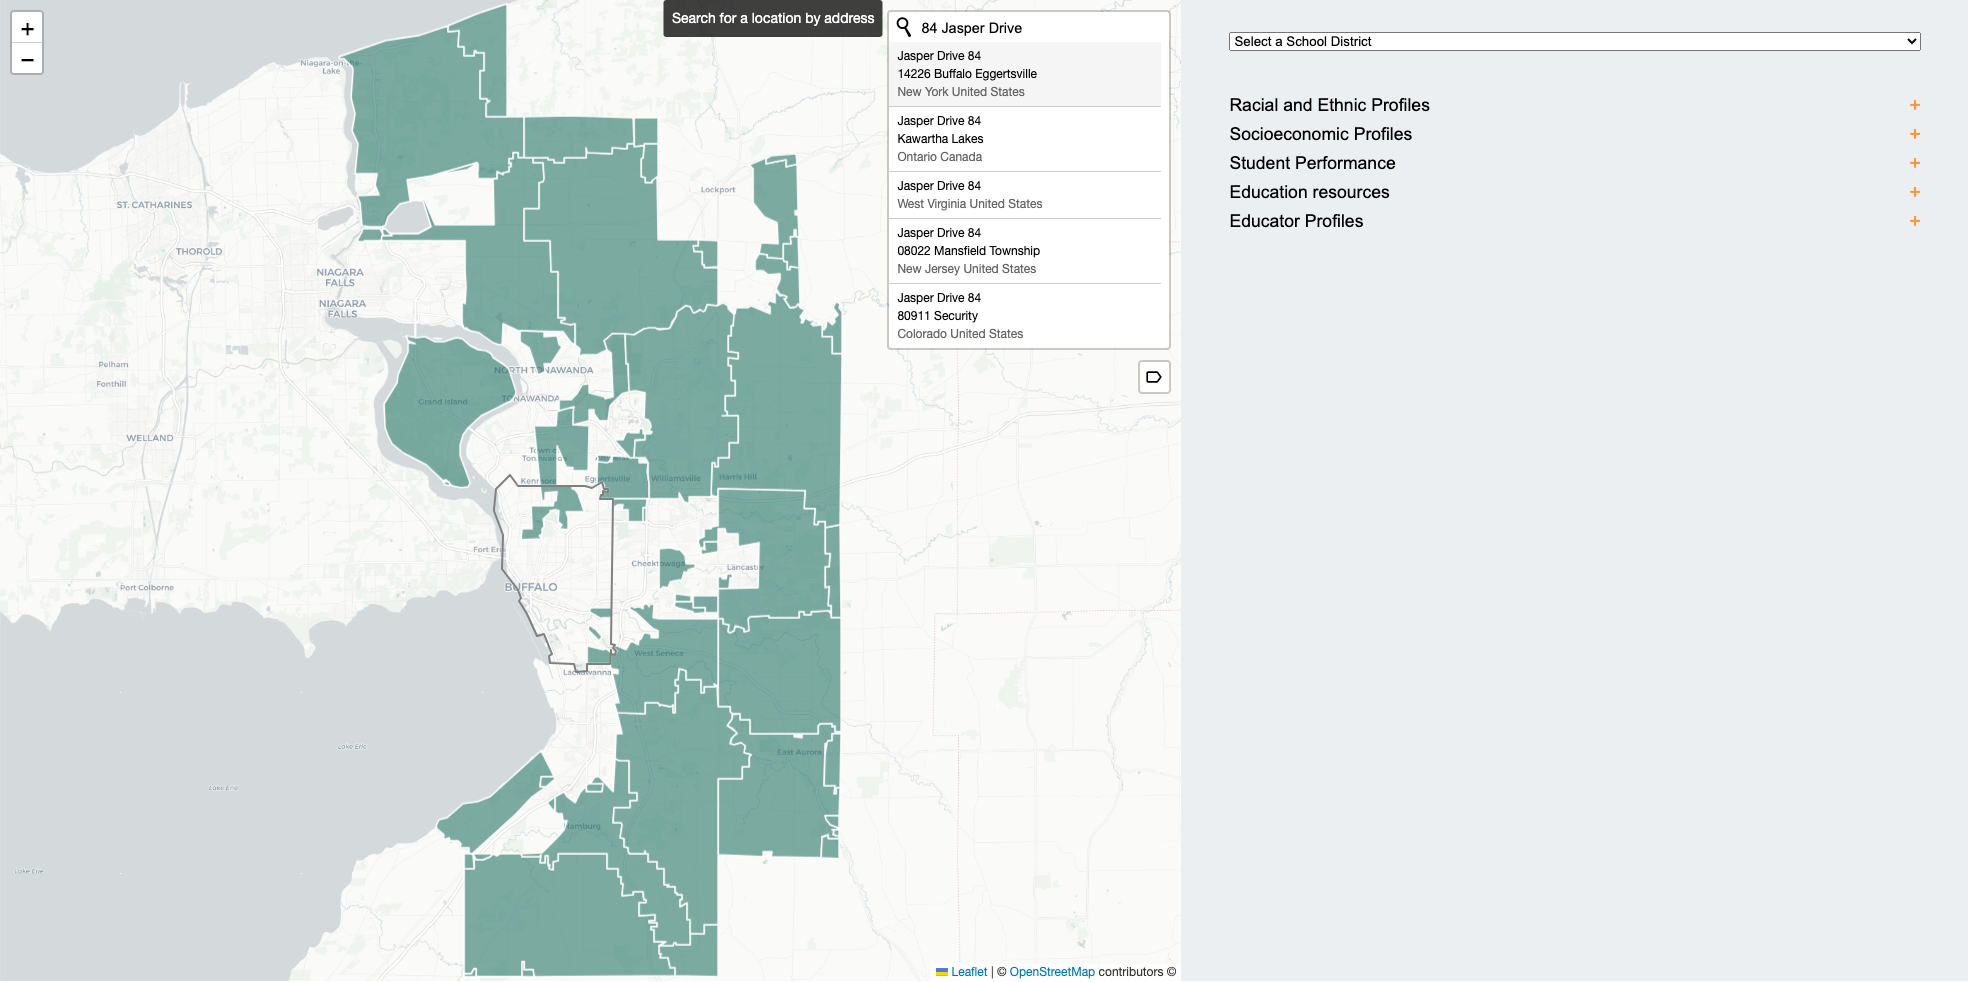 +
−
Search for a location by address
84 Jasper Drive
Jasper Drive 84
14226 Buffalo Eggertsville
New York United States
Jasper Drive 84
Kawartha Lakes
Ontario Canada
Jasper Drive 84
West Virginia United States
Jasper Drive 84
08022 Mansfield Township
New Jersey United States
Jasper Drive 84
80911 Security
Colorado United States
Select a School District
Racial and Ethnic Profiles +
Socioeconomic Profiles +
Student Performance +
Education resources +
Educator Profiles +
Niagara-on-the-
Lake
Lockport
ST. CATHARINES
THOROLD
NIAGARA
FALLS
NIAGARA
FALLS
Pelham
Fonthill
NORTH TONAWANDA
TONAWANDA
Grand Island
WELLAND
Town of
Tonawanda
Kenmore
Eggertsville
Williamsville
Harris Hill
Fort Erie
Cheektowaga
Lancaster
BUFFALO
Port Colborne
West Seneca
Lackawanna
Lake Erie
East Aurora
Lake Erie
Hamburg
Lake Erie
Leaflet | © OpenStreetMap contributors ©